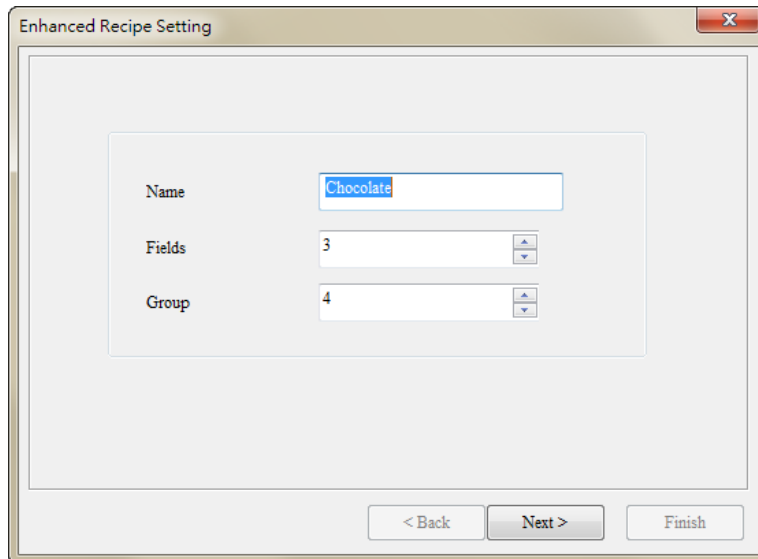 Enhanced Recipe Setting
Name Chocolate
Fields 3
Group 4
< Back Next > Finish